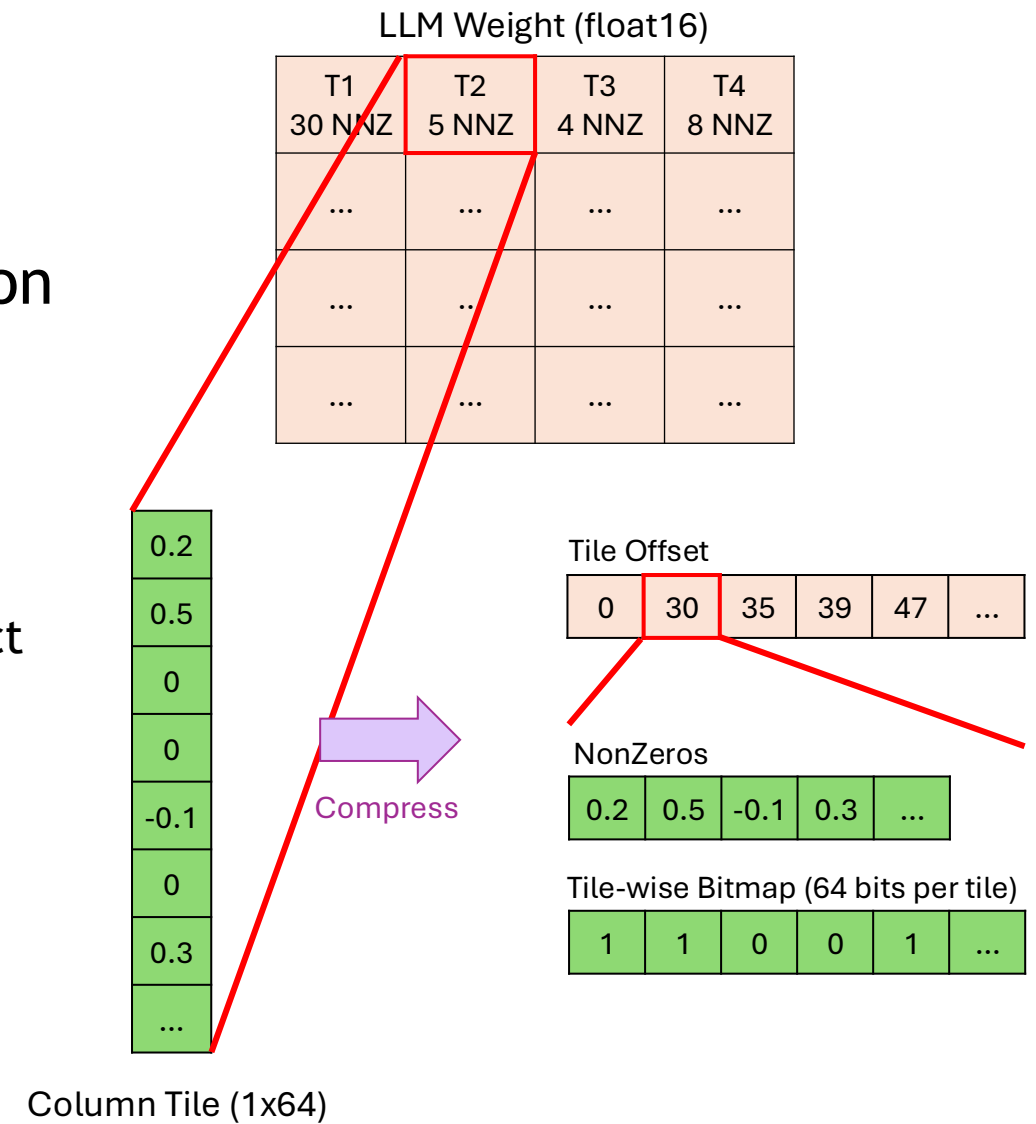 LLM Weight (float16)
T1 T2 T3 T4
30 NNZ 5 NNZ 4 NNZ 8 NNZ
... ... ... ...
on
... ... ... ...
... ... ... ...
0.2
0.5
0
0
-0.1
0
0.3
...
Column Tile (1x64)
ct
Compress
Tile Offset
0 30 35 39 47 ...
NonZeros
0.2 0.5 -0.1 0.3 ...
Tile-wise Bitmap (64 bits per tile)
1 1 0 0 1 ...